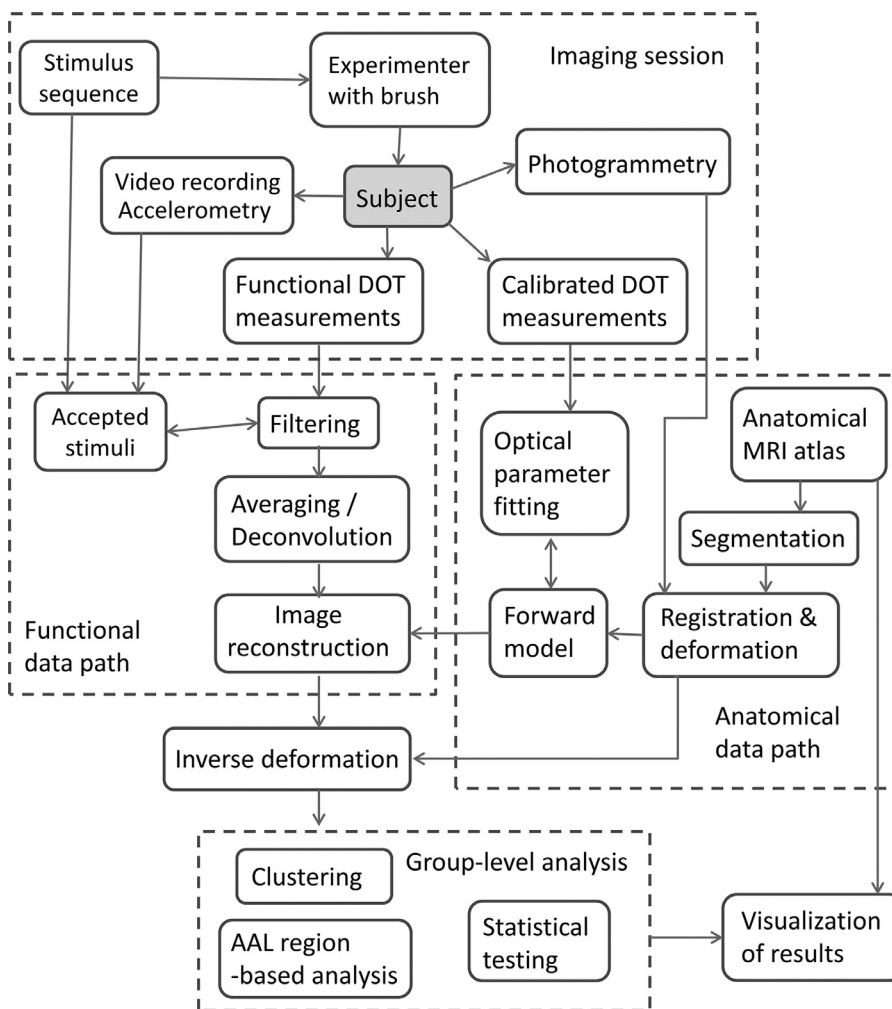 Imaging session
Stimulus
sequence
Experimenter
with brush
Photogrammetry
Video recording
Accelerometry
Subject
Functional DOT
measurements
Calibrated DOT
measurements
Accepted
stimuli
Filtering
Optical
parameter
fitting
Anatomical
MRI atlas
Averaging /
Deconvolution
Segmentation
Image
reconstruction
Forward
model
Registration &
deformation
Functional
data path
Anatomical
data path
Inverse deformation
Group-level analysis
Clustering
AAL region
-based analysis
Statistical
testing
Visualization
of results